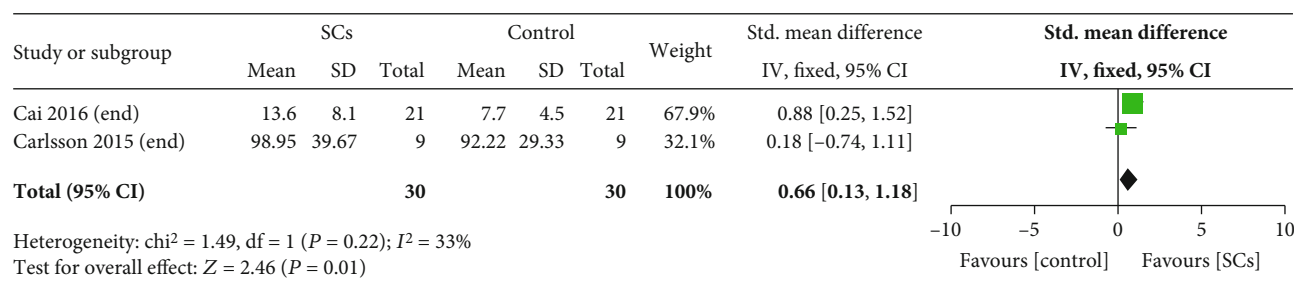 Study or subgroup SCs Control Weight Std. mean difference Std. mean difference
Mean SD Total Mean SD Total IV, fixed, 95% CI IV, fixed, 95% CI
Cai 2016 (end) 13.6 8.1 21 7.7 4.5 21 67.9% 0.88 [0.25, 1.52]
Carlsson 2015 (end) 98.95 39.67 9 92.22 29.33 9 32.1% 0.18 [–0.74, 1.11]
Total (95% CI) 30 30 100% 0.66 [0.13, 1.18]
–10 –5 0 5 10
Heterogeneity: chi² = 1.49, df = 1 (P = 0.22); I² = 33%
Test for overall effect: Z = 2.46 (P = 0.01) Favours [control] Favours [SCs]